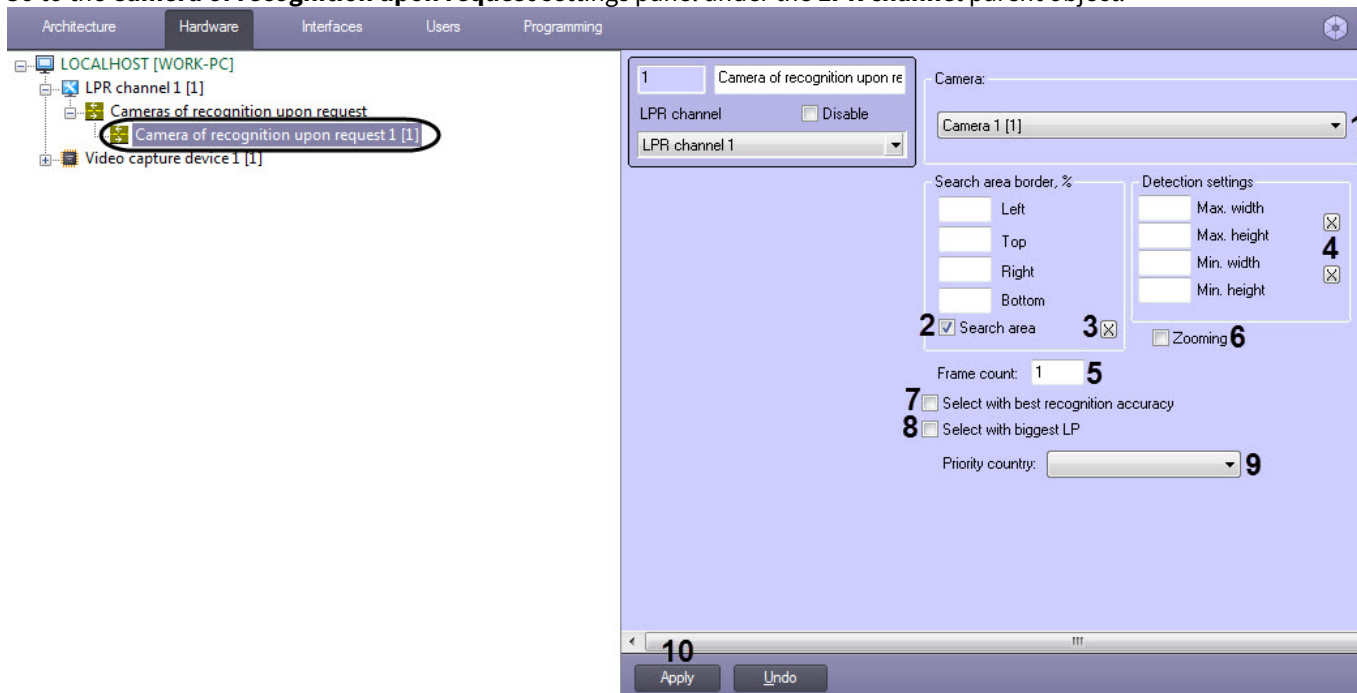 Go to the Camera of recognition upon request settings panel under the LPR channel parent object.
Architecture Hardware Interfaces Users Programming
LOCALHOST [WORK-PC]
LPR channel 1 [1]
Cameras of recognition upon request
Camera of recognition upon request 1 [1]
Video capture device 1 [1]
1 Camera of recognition upon re
LPR channel Disable
LPR channel 1
Camera:
Camera 1 [1] 1
Search area border, %
Left
Top
Right
Bottom
2 Search area 3
Detection settings
Max. width
Max. height
Min. width
Min. height
4
Zooming 6
Frame count: 1 5
7 Select with best recognition accuracy
8 Select with biggest LP
Priority country: 9
10
Apply Undo